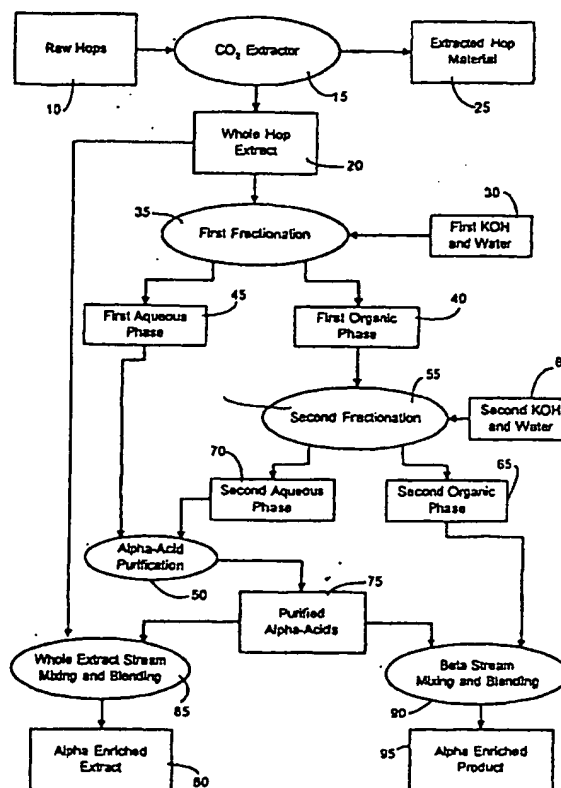 Raw Hops
CO2 Extractor
Extracted Hop
Material
10
15
25
Whole Hop
Extract
20
35
First Fractionation
30
First KOH
and Water
45
First Aqueous
Phase
40
First Organic
Phase
55
Second Fractionation
Second KOH
and Water
70
Second Aqueous
Phase
65
Second Organic
Phase
Alpha-Acid
Purification
50
75
Purified
Alpha-Acids
Whole Extract Stream
Mixing and Blending
85
Beta Stream
Mixing and Blending
90
Alpha Enriched
Extract
80
95
Alpha Enriched
Product